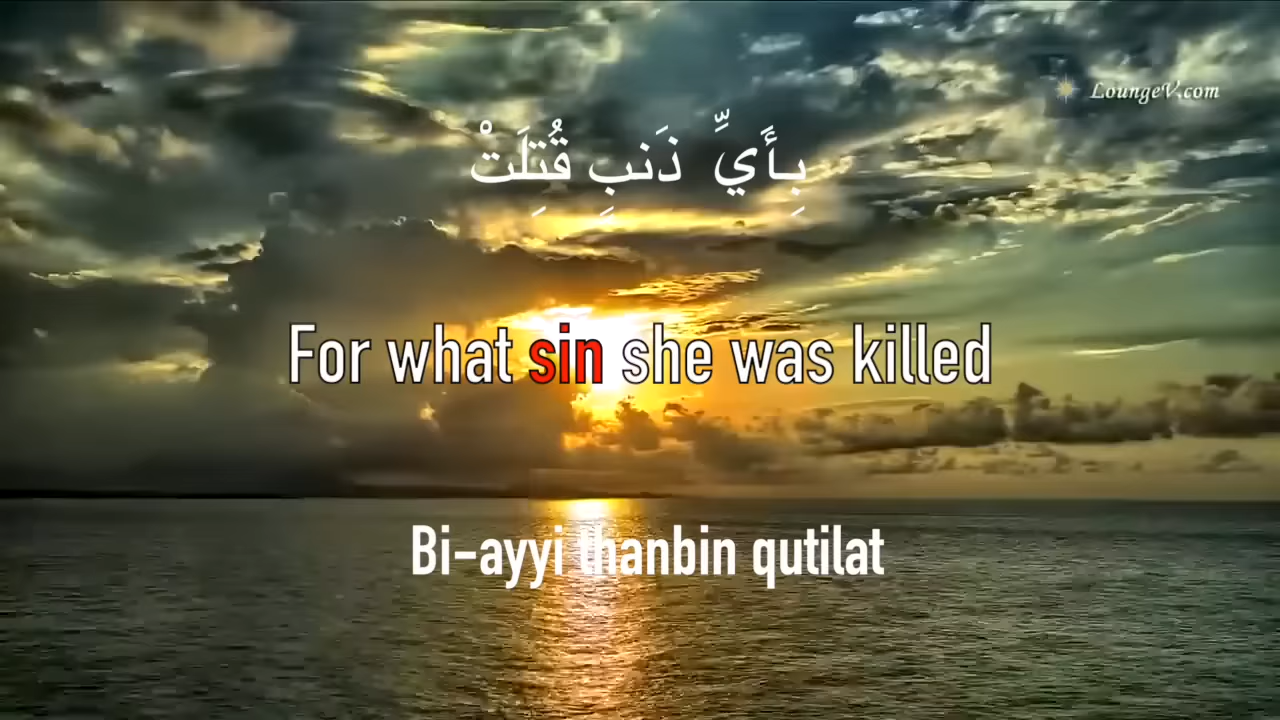 LoungeV.com
بِأَيِّ ذَنبٍ قُتِلَتْ
For what sin she was killed
Bi-ayyi thanbin qutilat